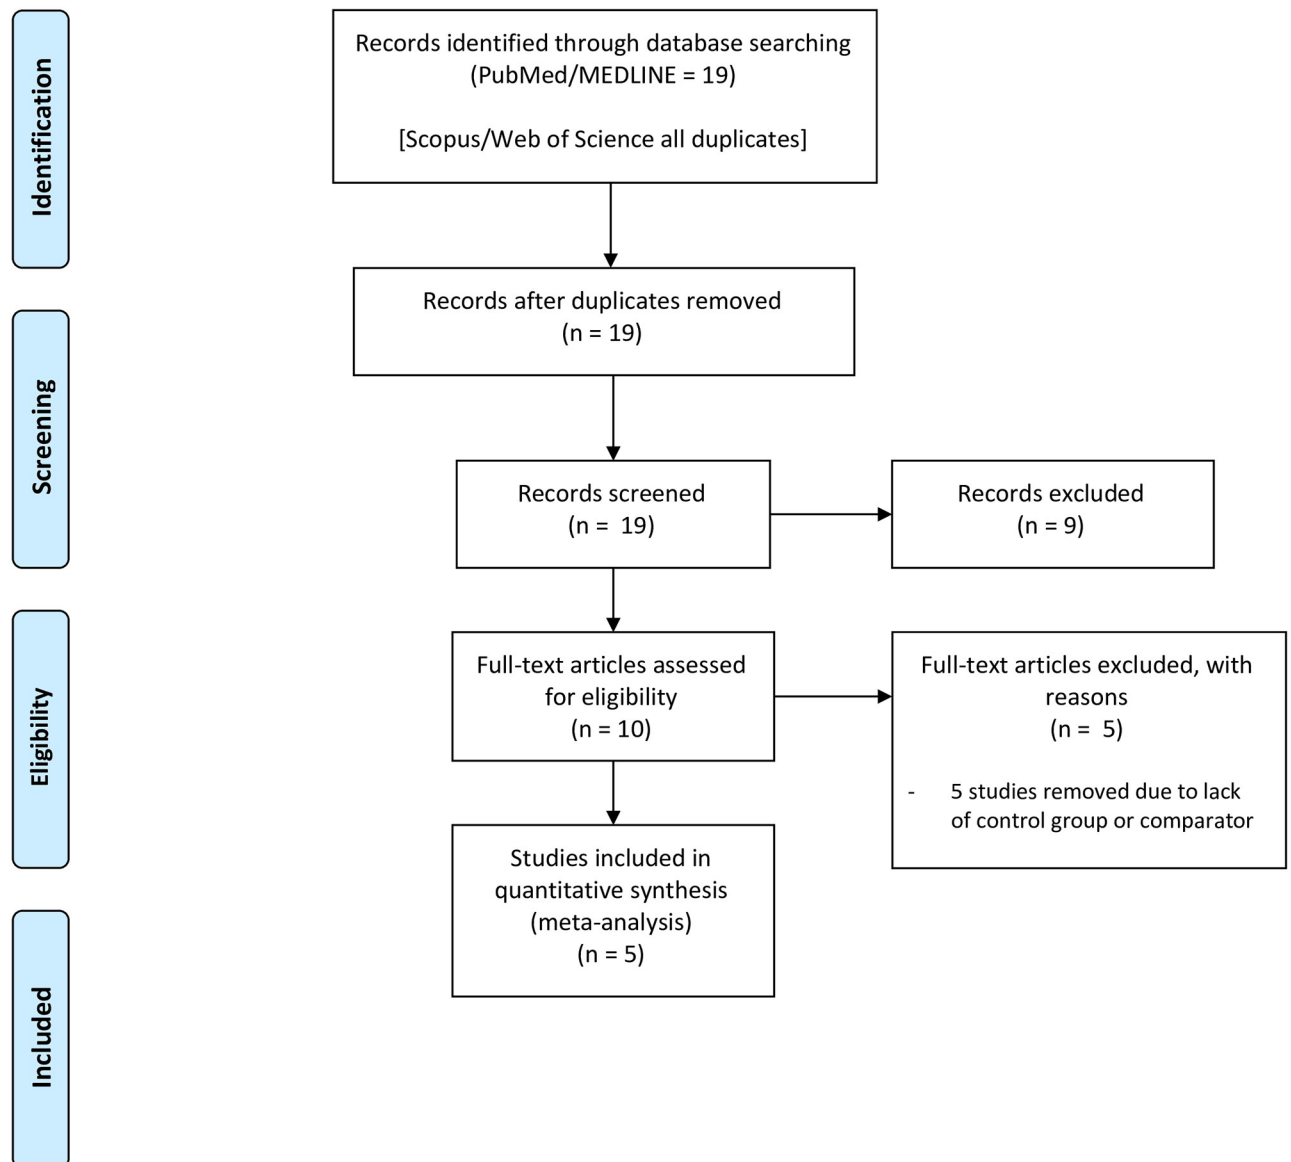 Identification
Records identified through database searching
(PubMed/MEDLINE = 19)
[Scopus/Web of Science all duplicates]
Records after duplicates removed
(n = 19)
Screening
Records screened
(n = 19)
Records excluded
(n = 9)
Eligibility
Full-text articles assessed
for eligibility
(n = 10)
Full-text articles excluded, with
reasons
(n = 5)
- 5 studies removed due to lack
of control group or comparator
Included
Studies included in
quantitative synthesis
(meta-analysis)
(n = 5)